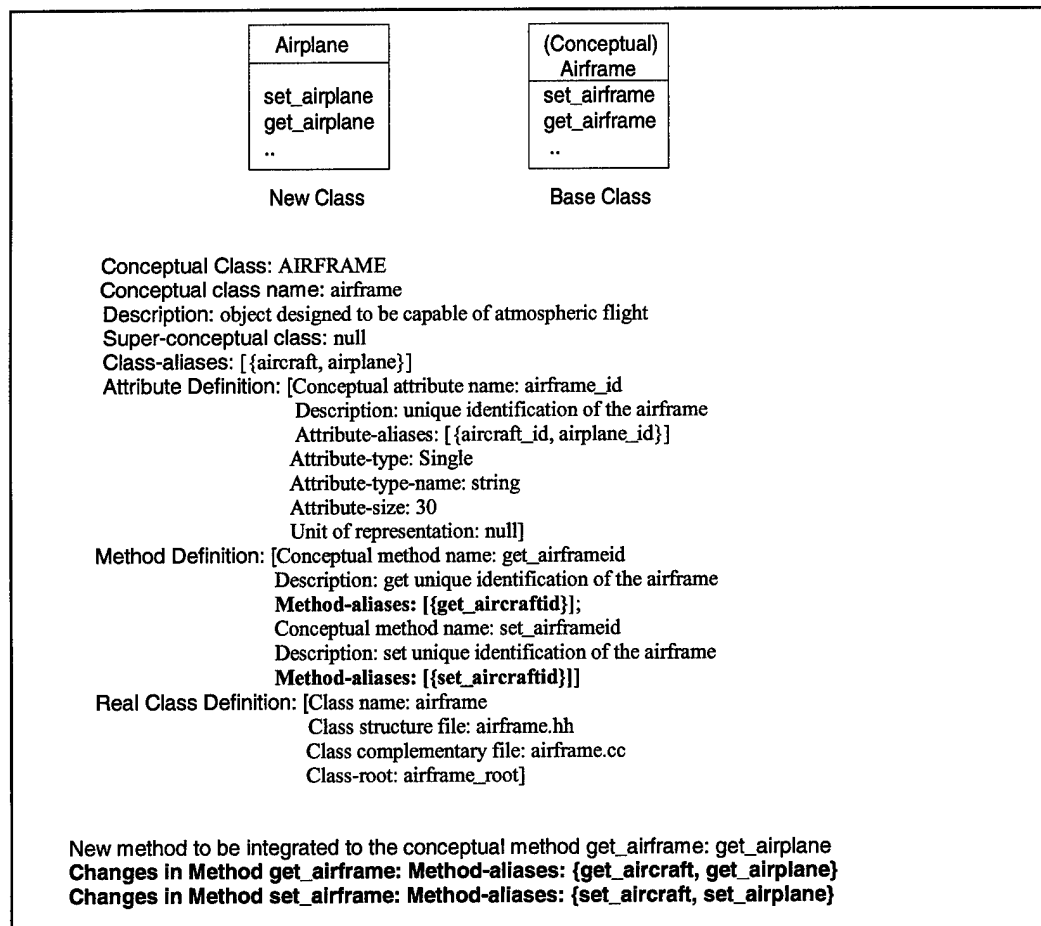 Airplane
set_airplane
get_airplane
..
New Class
(Conceptual)
Airframe
set_airframe
get_airframe
..
Base Class
Conceptual Class: AIRFRAME
Conceptual class name: airframe
Description: object designed to be capable of atmospheric flight
Super-conceptual class: null
Class-aliases: [{aircraft, airplane}]
Attribute Definition: [Conceptual attribute name: airframe_id
Description: unique identification of the airframe
Attribute-aliases: [{aircraft_id, airplane_id}]
Attribute-type: Single
Attribute-type-name: string
Attribute-size: 30
Unit of representation: null]
Method Definition: [Conceptual method name: get_airframeid
Description: get unique identification of the airframe
Method-aliases: [{get_aircraftid}];
Conceptual method name: set_airframeid
Description: set unique identification of the airframe
Method-aliases: [{set_aircraftid}]]
Real Class Definition: [Class name: airframe
Class structure file: airframe.hh
Class complementary file: airframe.cc
Class-root: airframe_root]
New method to be integrated to the conceptual method get_airframe: get_airplane
Changes in Method get_airframe: Method-aliases: {get_aircraft, get_airplane}
Changes in Method set_airframe: Method-aliases: {set_aircraft, set_airplane}